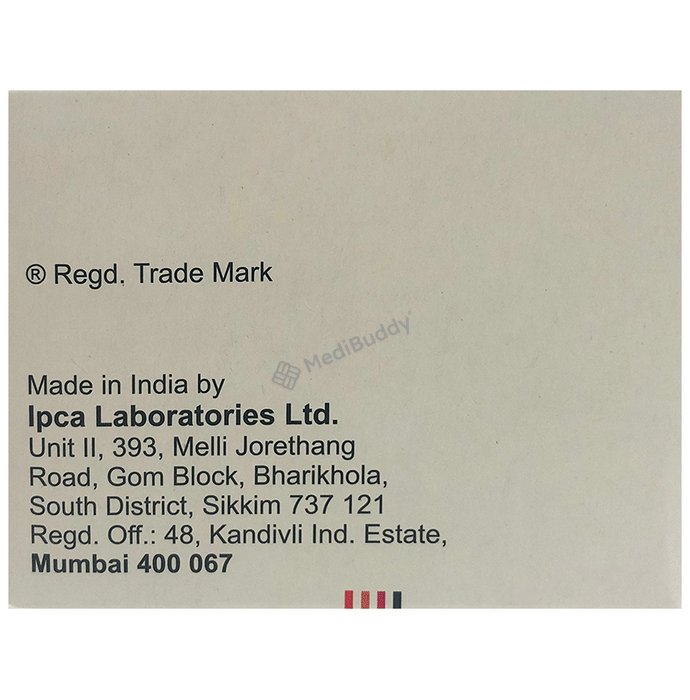 ® Regd. Trade Mark
MediBuddy
Made in India by
Ipca Laboratories Ltd.
Unit II, 393, Melli Jorethang
Road, Gom Block, Bharikhola,
South District, Sikkim 737 121
Regd. Off.: 48, Kandivli Ind. Estate,
Mumbai 400 067